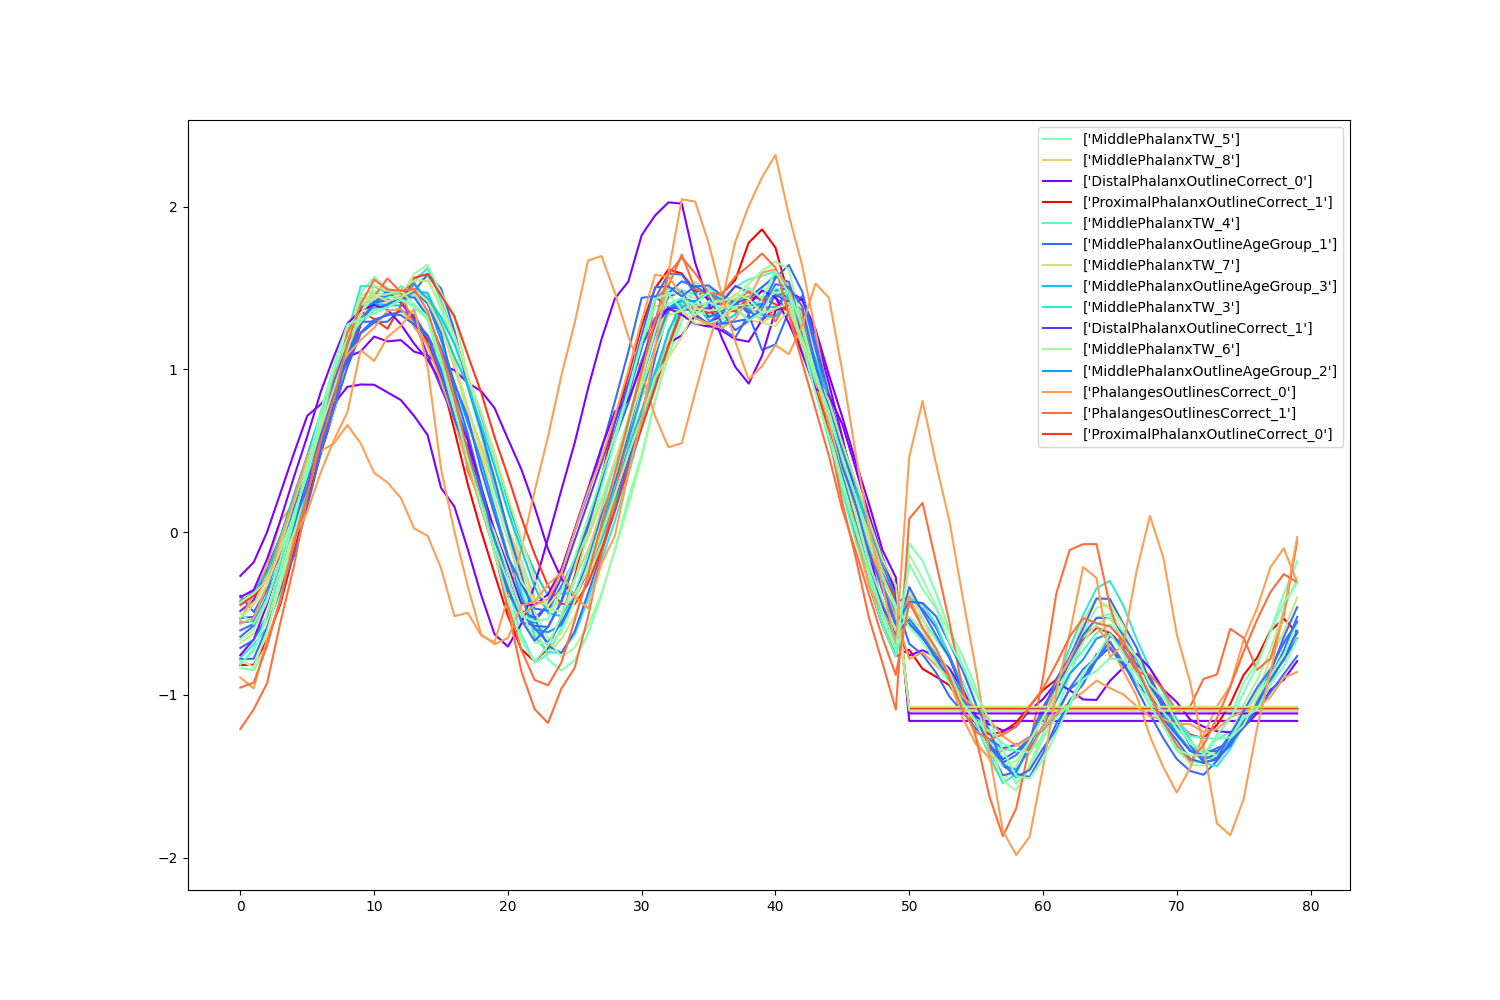 ['MiddlePhalanxTW_5']
['MiddlePhalanxTW_8']
['DistalPhalanxOutlineCorrect_0']
['ProximalPhalanxOutlineCorrect_1']
['MiddlePhalanxTW_4']
['MiddlePhalanxOutlineAgeGroup_1']
['MiddlePhalanxTW_7']
['MiddlePhalanxOutlineAgeGroup_3']
['MiddlePhalanxTW_3']
['DistalPhalanxOutlineCorrect_1']
['MiddlePhalanxTW_6']
['MiddlePhalanxOutlineAgeGroup_2']
['PhalangesOutlinesCorrect_0']
['PhalangesOutlinesCorrect_1']
['ProximalPhalanxOutlineCorrect_0']
2
1
0
−1
−2
0 10 20 30 40 50 60 70 80